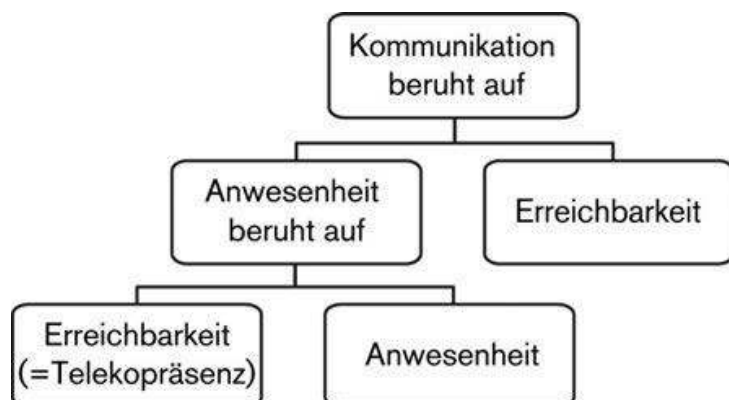 Kommunikation
beruht auf
Anwesenheit
beruht auf
Erreichbarkeit
Erreichbarkeit
(=Telekopräsenz)
Anwesenheit